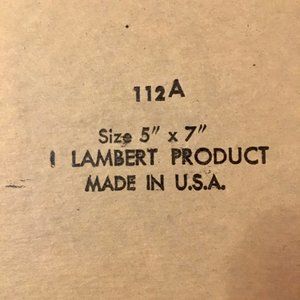 112A
Size 5" x 7"
A LAMBERT PRODUCT
MADE IN U.S.A.